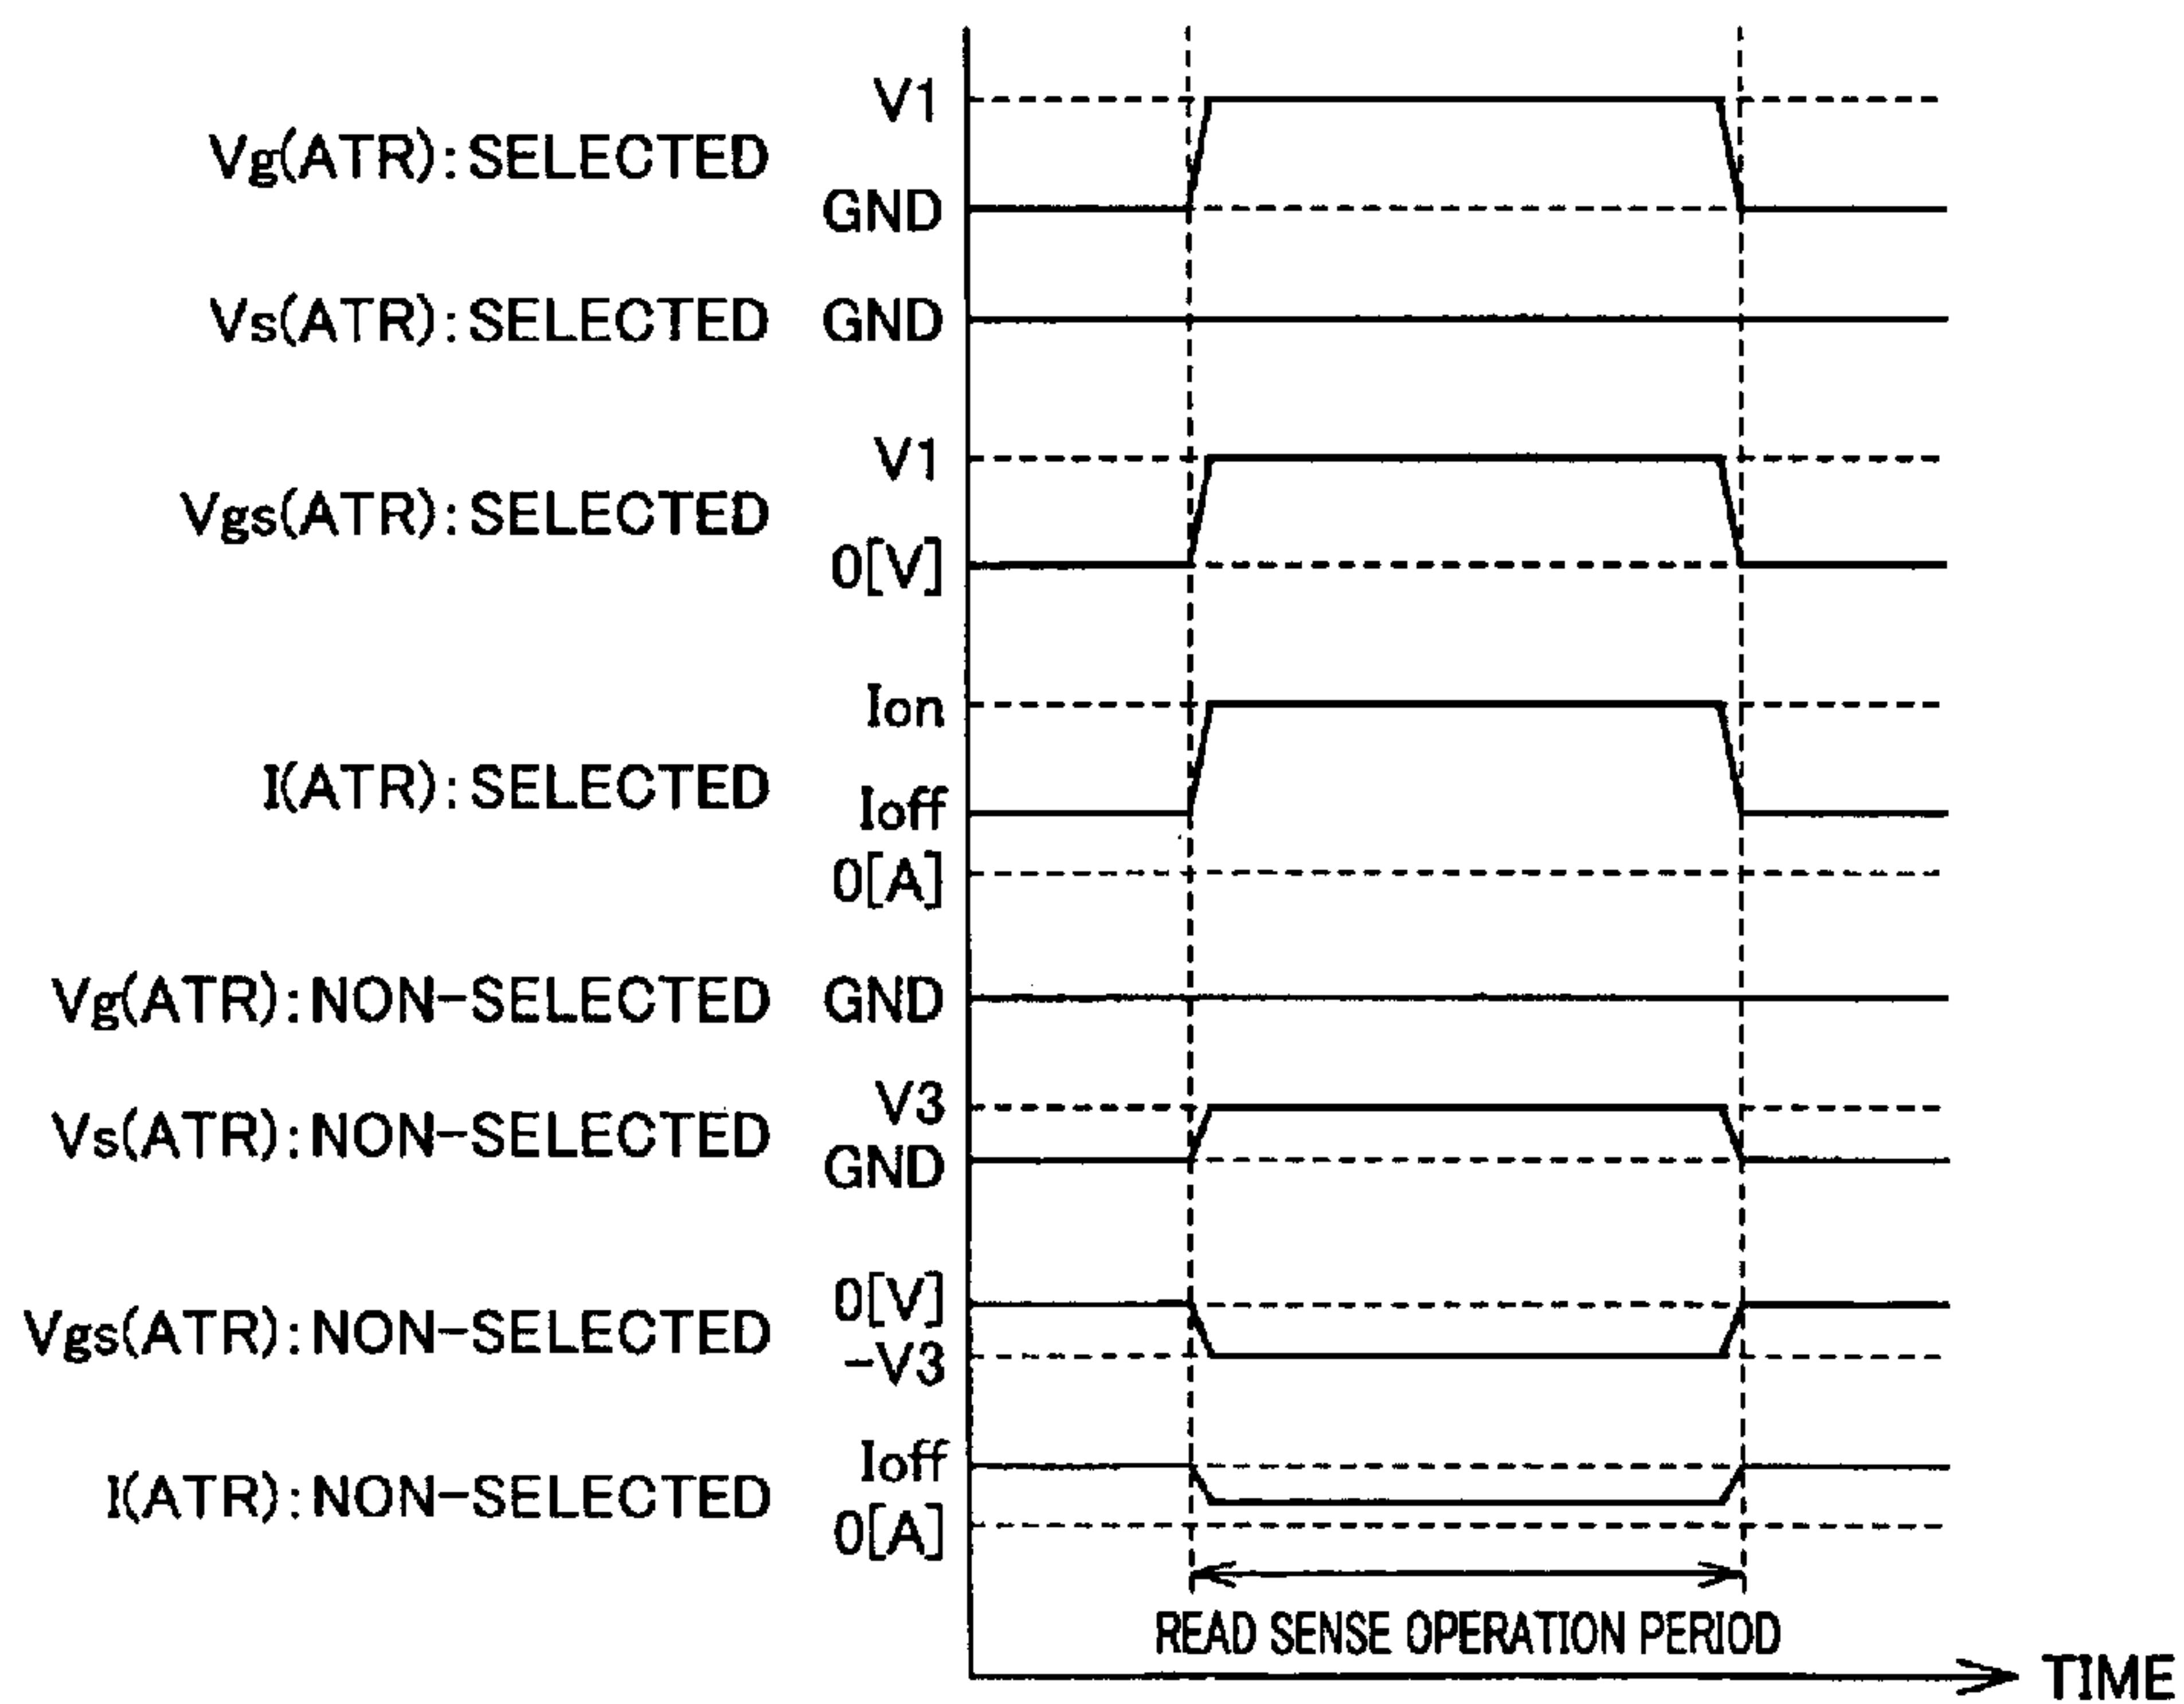 V1
Vg(ATR):SELECTED
GND
Vs(ATR):SELECTED GND
V1
Vgs(ATR):SELECTED
0[V]
Ion
I(ATR):SELECTED
Ioff
0[A]
Vg(ATR):NON-SELECTED GND
V3
Vs(ATR):NON-SELECTED
GND
0[V]
Vgs(ATR):NON-SELECTED
-V3
Ioff
I(ATR):NON-SELECTED
0[A]
READ SENSE OPERATION PERIOD
TIME